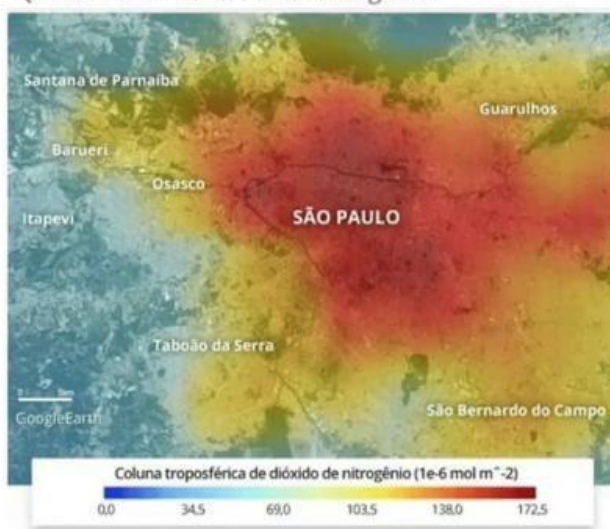 Santana de Parnaíba
Guarulhos
Barueri
Osasco
Itapevi
SÃO PAULO
Taboão da Serra
GoogleEarth
São Bernardo do Campo
Coluna troposférica de dióxido de nitrogênio (1e-6 mol m^-2)
0,0 34,5 69,0 103,5 138,0 172,5